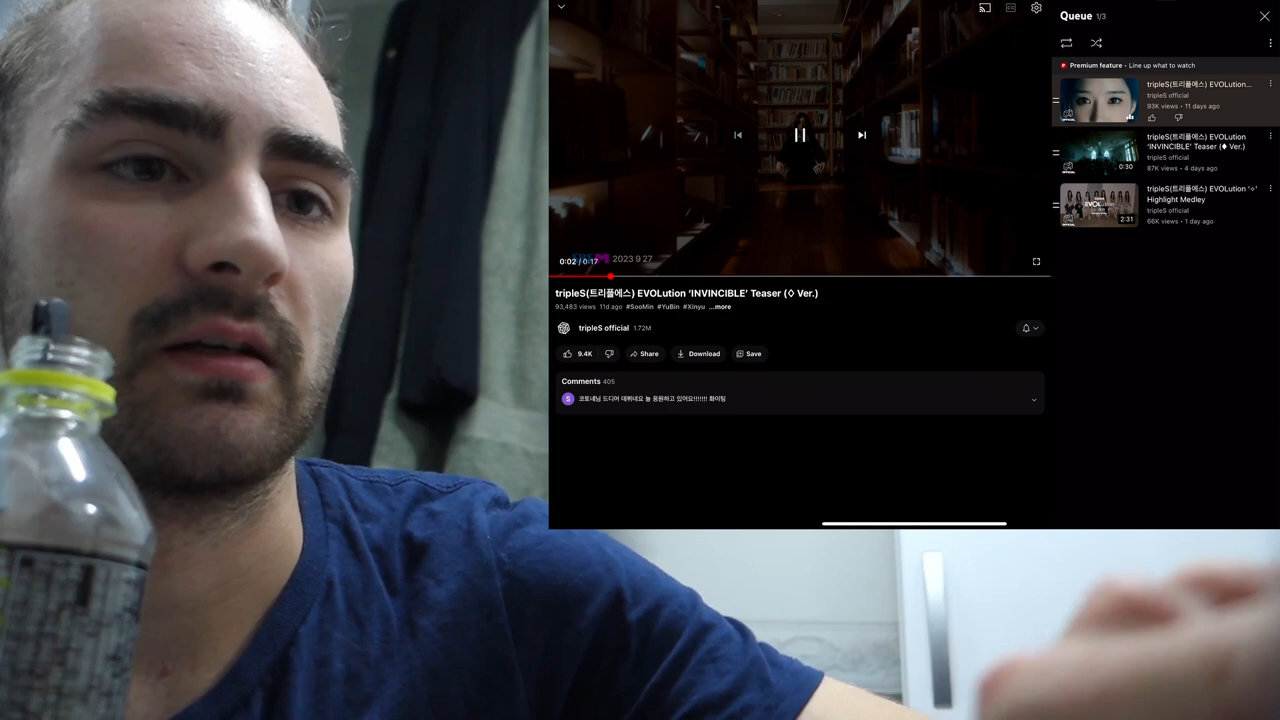 Queue 1/3
Premium feature • Line up what to watch
tripleS(트리플에스) EVOLution...
tripleS official
93K views • 11 days ago
tripleS(트리플에스) EVOLution
‘INVINCIBLE’ Teaser (♦ Ver.)
tripleS official
87K views • 4 days ago
0:30
tripleS(트리플에스) EVOLution ‘⟡’
Highlight Medley
tripleS official
66K views • 1 day ago
2:31
0:02 / 0:17
2023 9 27
tripleS(트리플에스) EVOLution ‘INVINCIBLE’ Teaser (◇ Ver.)
93,483 views 11d ago #SooMin #YuBin #Xinyu ...more
tripleS official 1.72M
9.4K Share Download Save
Comments 405
S 코토네님 드디어 데뷔네요 늘 응원하고 있어요!!!!!!! 화이팅